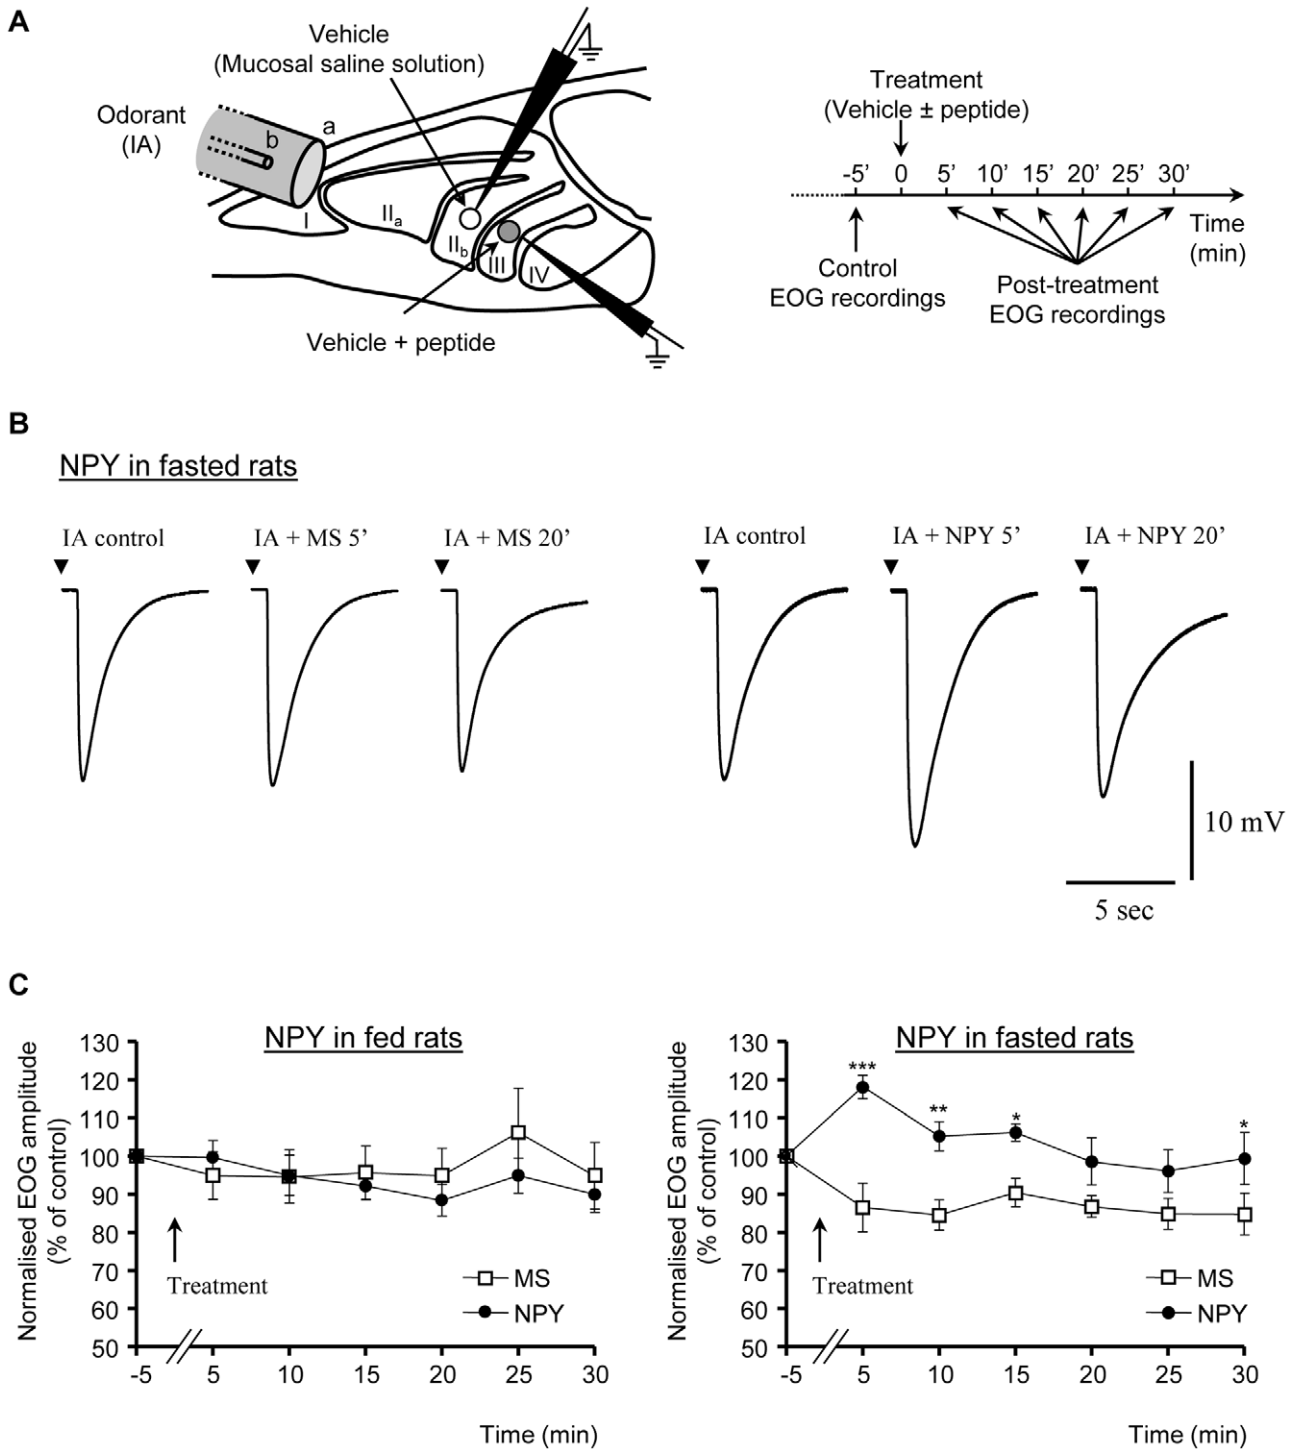 A
Vehicle
(Mucosal saline solution)
Odorant
(IA)
a
b
I
IIa
IIb
III
IV
Vehicle + peptide
Treatment
(Vehicle ± peptide)
-5’ 0 5’ 10’ 15’ 20’ 25’ 30’
Time
(min)
Control
EOG recordings
Post-treatment
EOG recordings
B
NPY in fasted rats
IA control IA + MS 5’ IA + MS 20’ IA control IA + NPY 5’ IA + NPY 20’
10 mV
5 sec
C
NPY in fed rats
Normalised EOG amplitude
(% of control)
130
120
110
100
90
80
70
60
50
Treatment
MS
NPY
-5 5 10 15 20 25 30
Time (min)
NPY in fasted rats
Normalised EOG amplitude
(% of control)
130
120
110
100
90
80
70
60
50
*** ** * *
Treatment
MS
NPY
-5 5 10 15 20 25 30
Time (min)